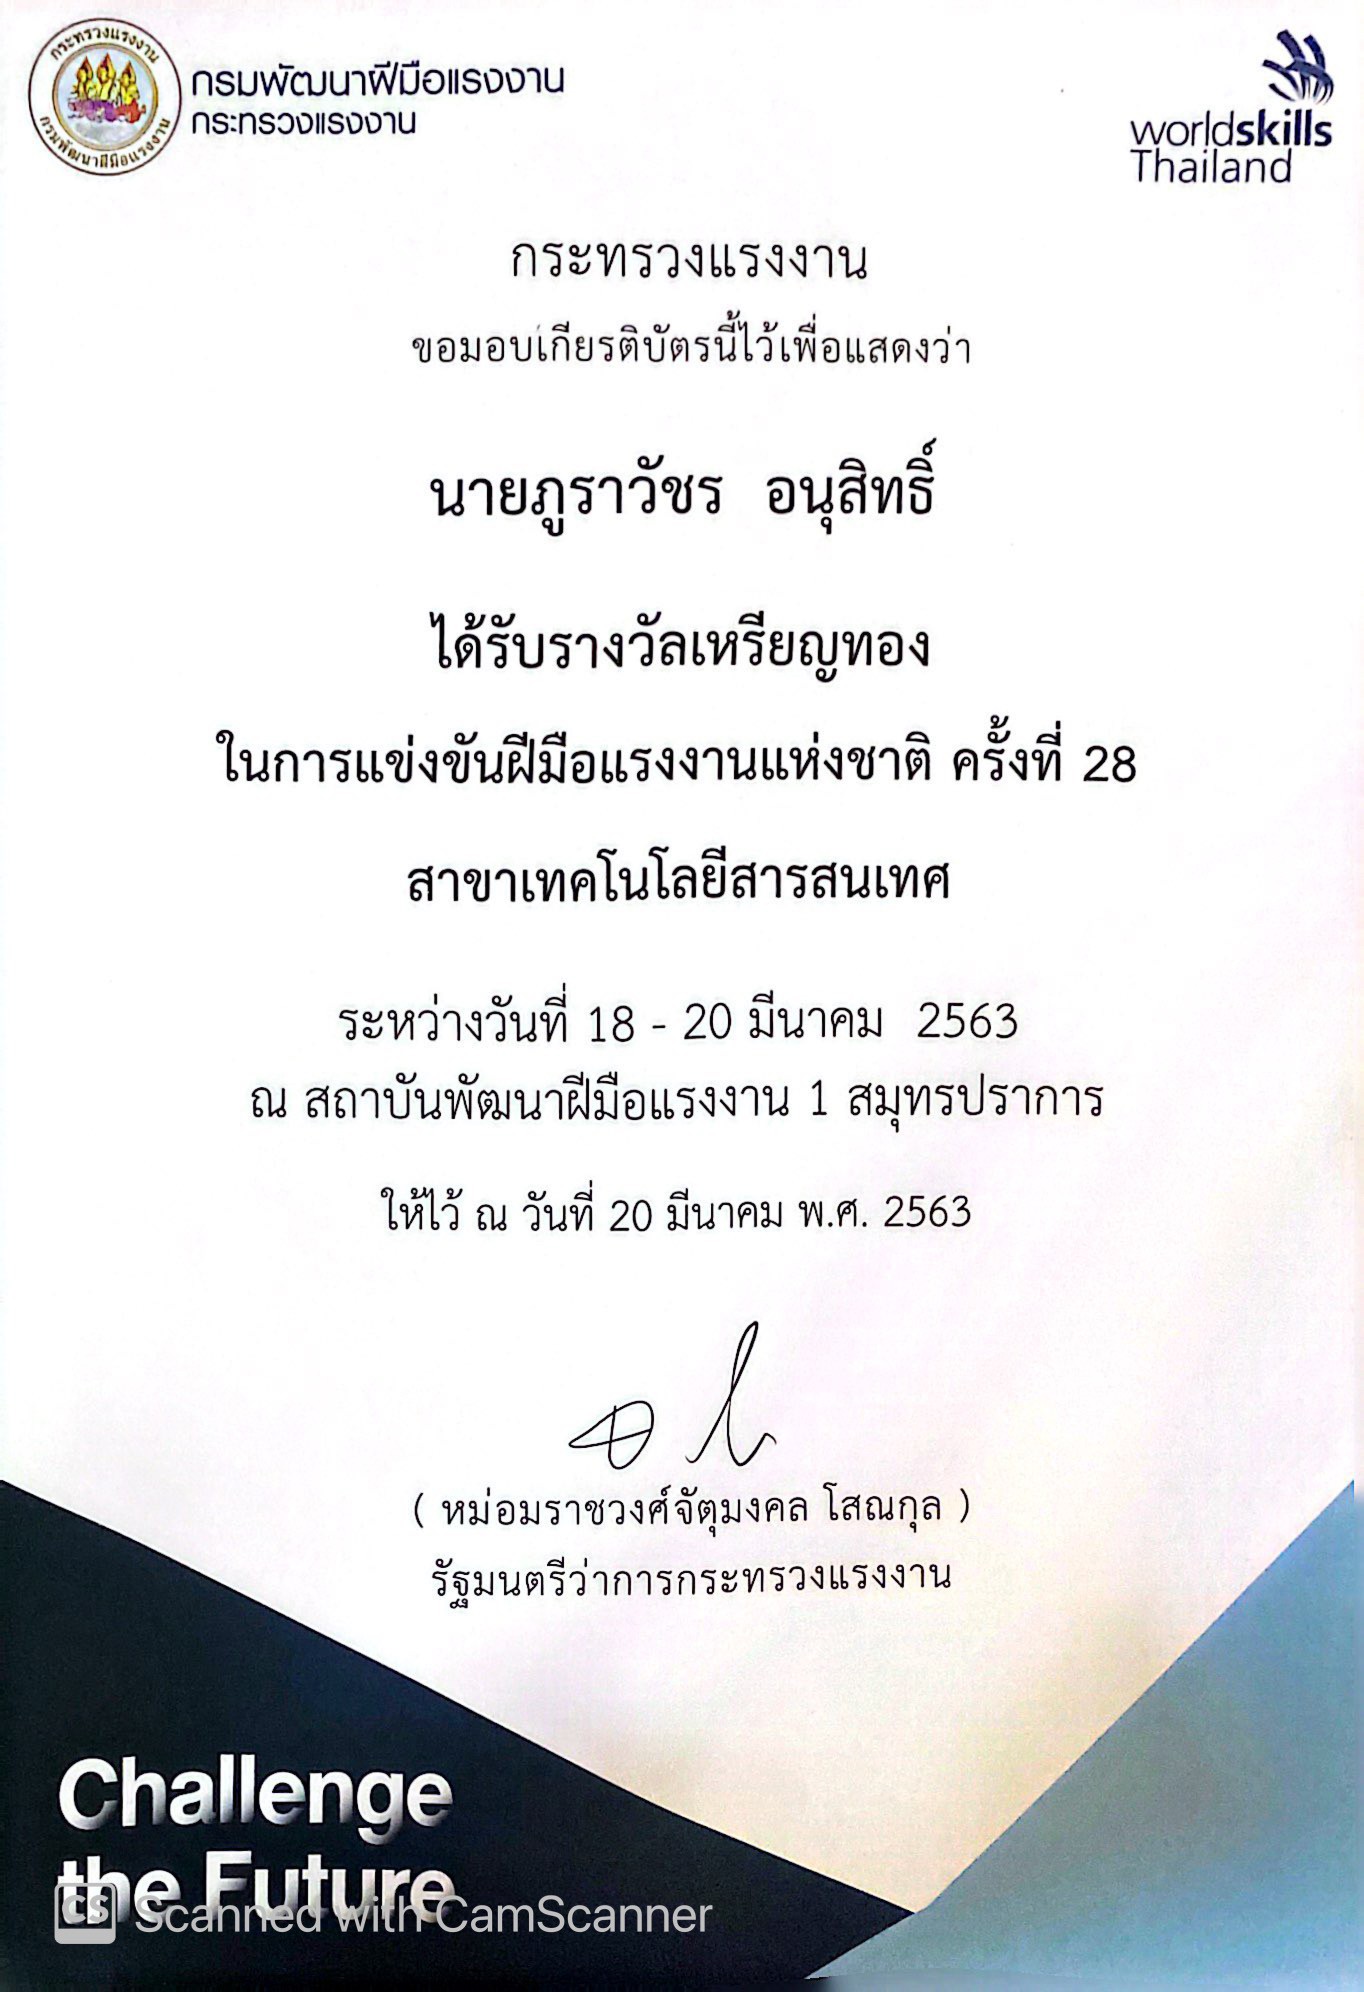 กระทรวงแรงงาน
กรมพัฒนาฝีมือแรงงาน
กรมพัฒนาฝีมือแรงงาน
กระทรวงแรงงาน
worldskills
Thailand
กระทรวงแรงงาน
ขอมอบเกียรติบัตรนี้ไว้เพื่อแสดงว่า
นายภูราวัชร อนุสิทธิ์
ได้รับรางวัลเหรียญทอง
ในการแข่งขันฝีมือแรงงานแห่งชาติ ครั้งที่ 28
สาขาเทคโนโลยีสารสนเทศ
ระหว่างวันที่ 18 - 20 มีนาคม 2563
ณ สถาบันพัฒนาฝีมือแรงงาน 1 สมุทรปราการ
ให้ไว้ ณ วันที่ 20 มีนาคม พ.ศ. 2563
( หม่อมราชวงศ์จัตุมงคล โสณกุล )
รัฐมนตรีว่าการกระทรวงแรงงาน
Challenge
the Future
CS Scanned with CamScanner